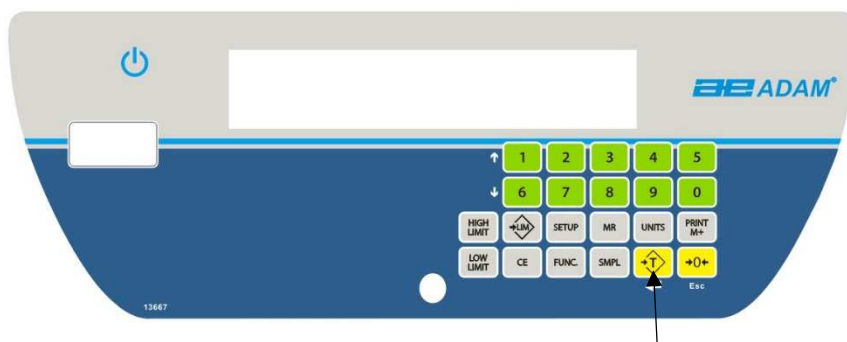 ae ADAM®
1 2 3 4 5
6 7 8 9 0
HIGH LIMIT →LIM SETUP MR UNITS PRINT M+
LOW LIMIT CE FUNC. SMPL →T →0←
Esc
13667